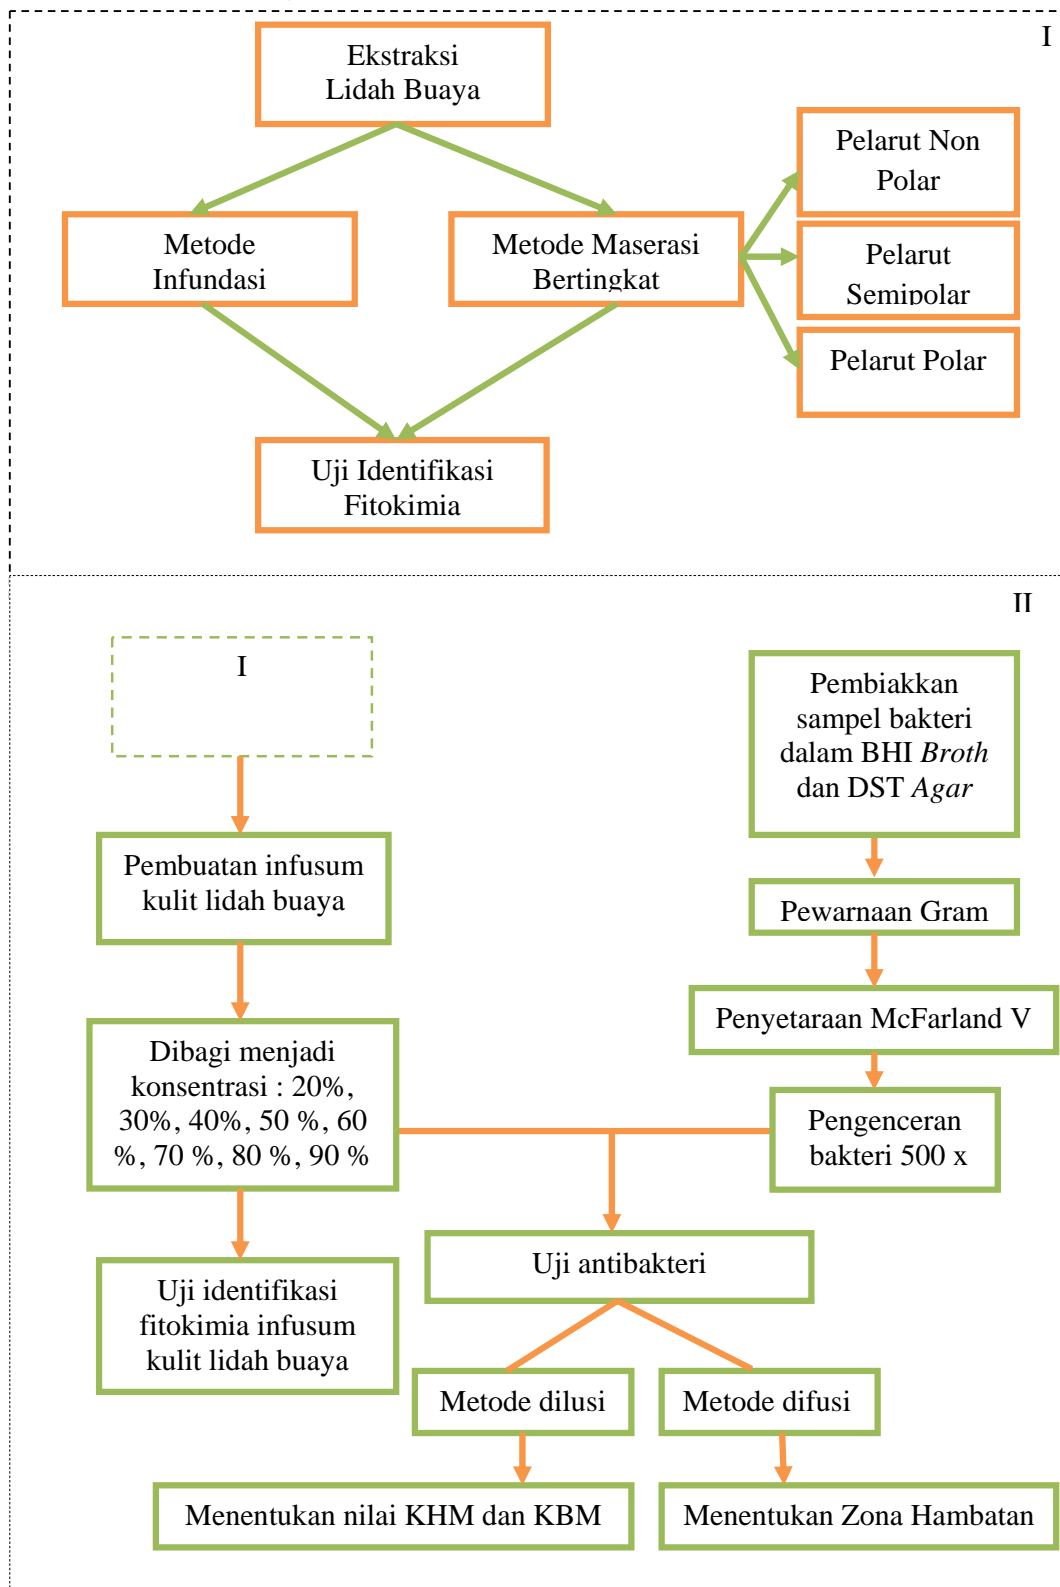 I
Ekstraksi
Lidah Buaya
Pelarut Non
Polar
Metode
Infundasi
Metode Maserasi
Bertingkat
Pelarut
Semipolar
Pelarut Polar
Uji Identifikasi
Fitokimia
II
I
Pembiakkan
sampel bakteri
dalam BHI Broth
dan DST Agar
Pembuatan infusum
kulit lidah buaya
Pewarnaan Gram
Penyetaraan McFarland V
Dibagi menjadi
konsentrasi : 20%,
30%, 40%, 50 %, 60
%, 70 %, 80 %, 90 %
Pengenceran
bakteri 500 x
Uji antibakteri
Uji identifikasi
fitokimia infusum
kulit lidah buaya
Metode dilusi
Metode difusi
Menentukan nilai KHM dan KBM
Menentukan Zona Hambatan